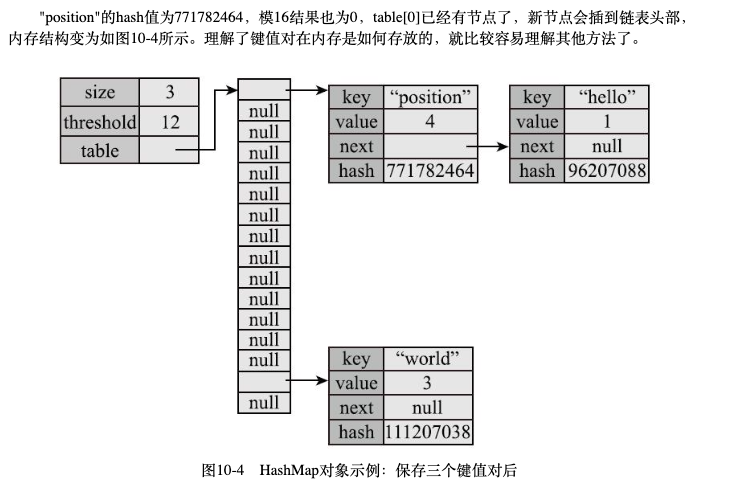 "position"的hash值为771782464，模16结果也为0，table[0]已经有节点了，新节点会插到链表头部，
内存结构变为如图10-4所示。理解了键值对在内存是如何存放的，就比较容易理解其他方法了。
size 3
threshold 12
table
null
null
null
null
null
null
null
null
null
null
null
null
null
null
key “position”
value 4
next
hash 771782464
key “hello”
value 1
next null
hash 96207088
key “world”
value 3
next null
hash 111207038
图10-4 HashMap对象示例：保存三个键值对后